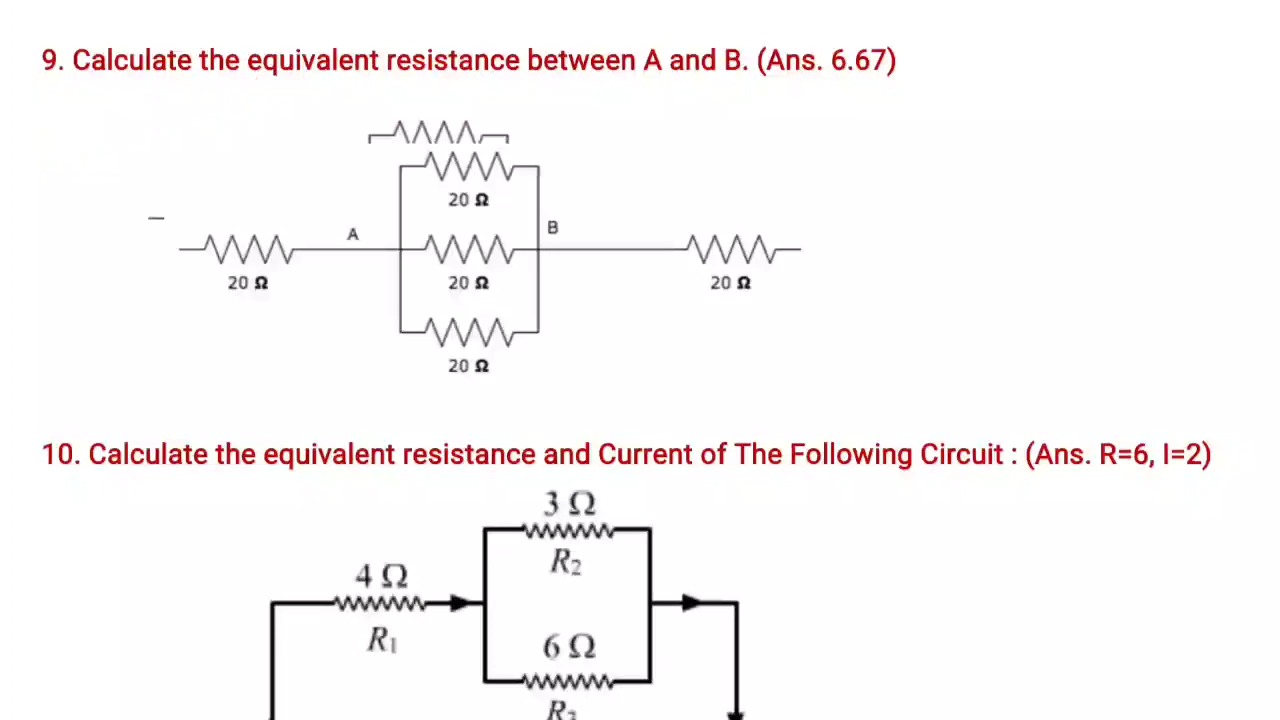 9. Calculate the equivalent resistance between A and B. (Ans. 6.67)
20 Ω
A
B
20 Ω
20 Ω
20 Ω
20 Ω
10. Calculate the equivalent resistance and Current of The Following Circuit : (Ans. R=6, I=2)
3 Ω
R2
4 Ω
R1
6 Ω